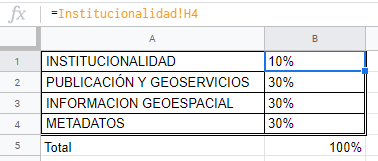 fx =Institucionalidad!H4
A B
1 INSTITUCIONALIDAD 10%
2 PUBLICACIÓN Y GEOSERVICIOS 30%
3 INFORMACION GEOESPACIAL 30%
4 METADATOS 30%
5 Total 100%